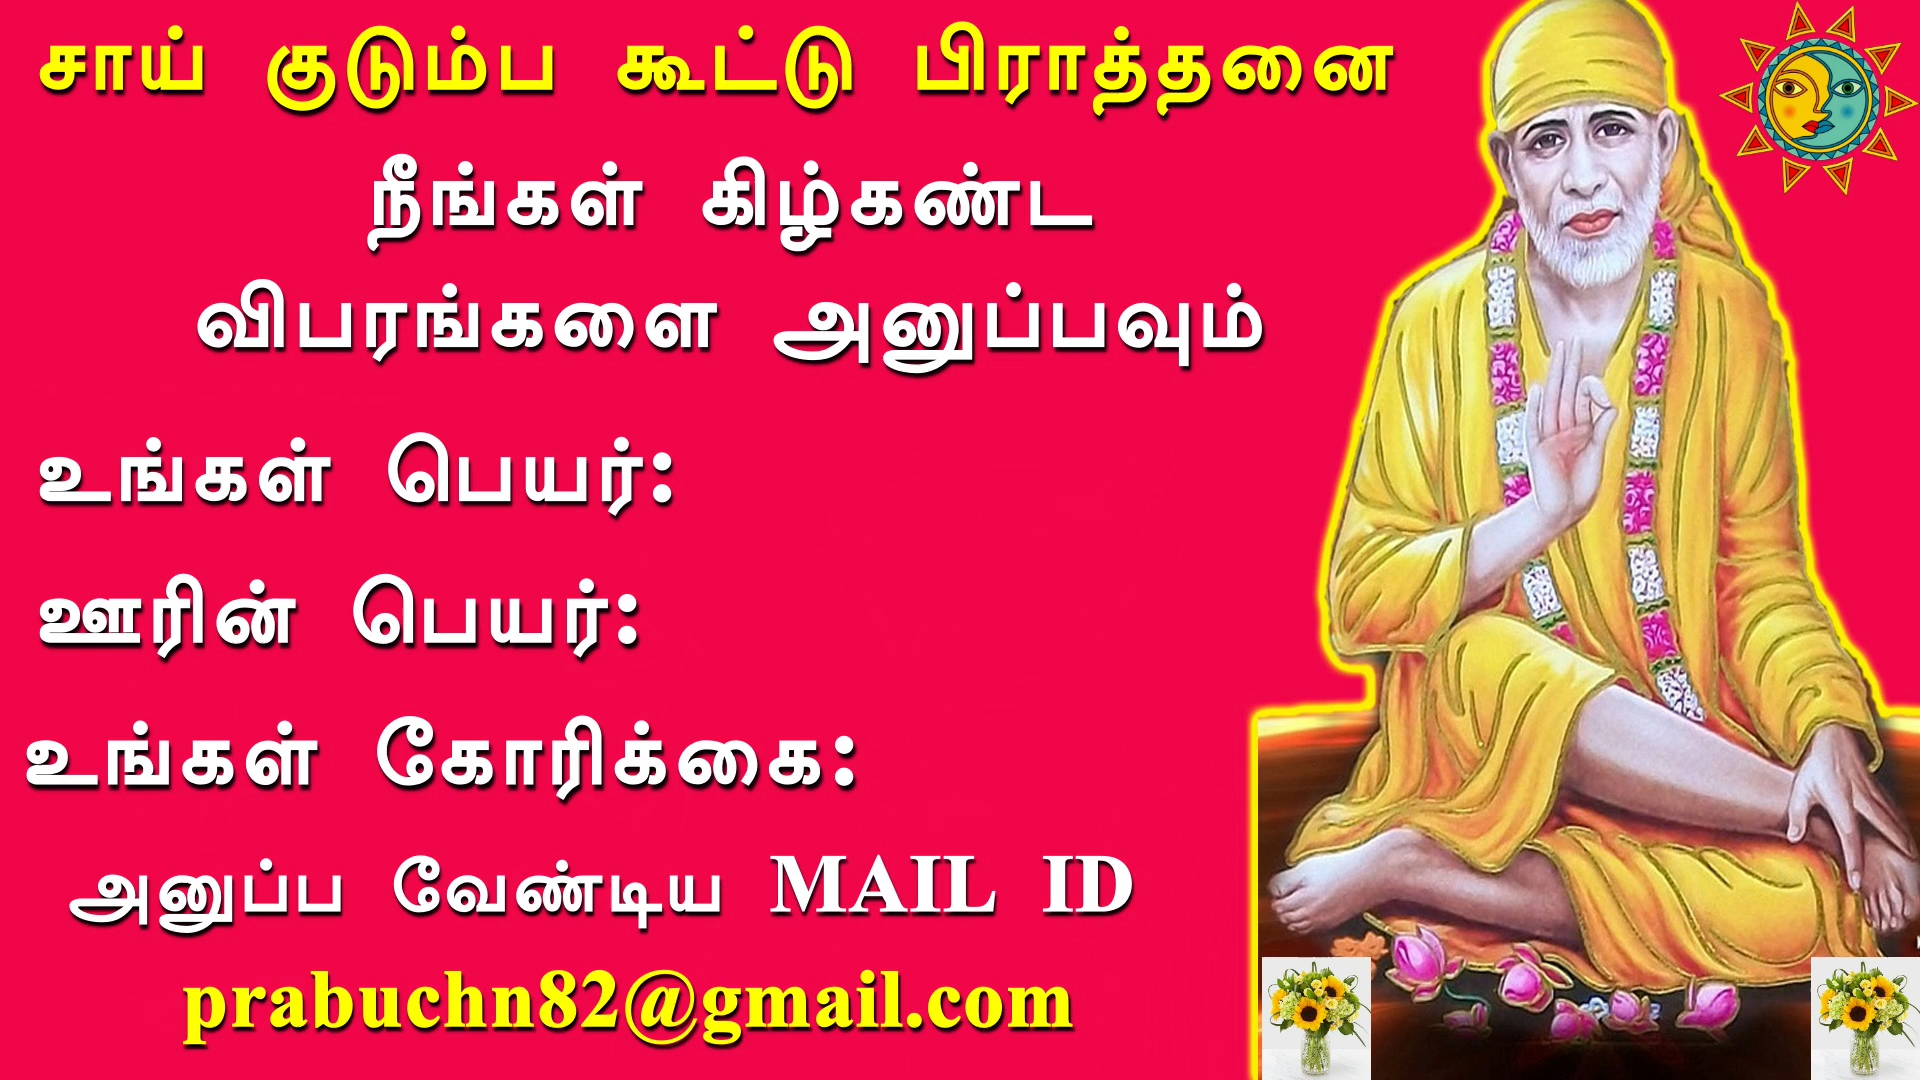 சாய் குடும்ப கூட்டு பிராத்தனை
நீங்கள் கிழ்கண்ட
விபரங்களை அனுப்பவும்
உங்கள் பெயர்:
ஊரின் பெயர்:
உங்கள் கோரிக்கை:
அனுப்ப வேண்டிய MAIL ID
prabuchn82@gmail.com